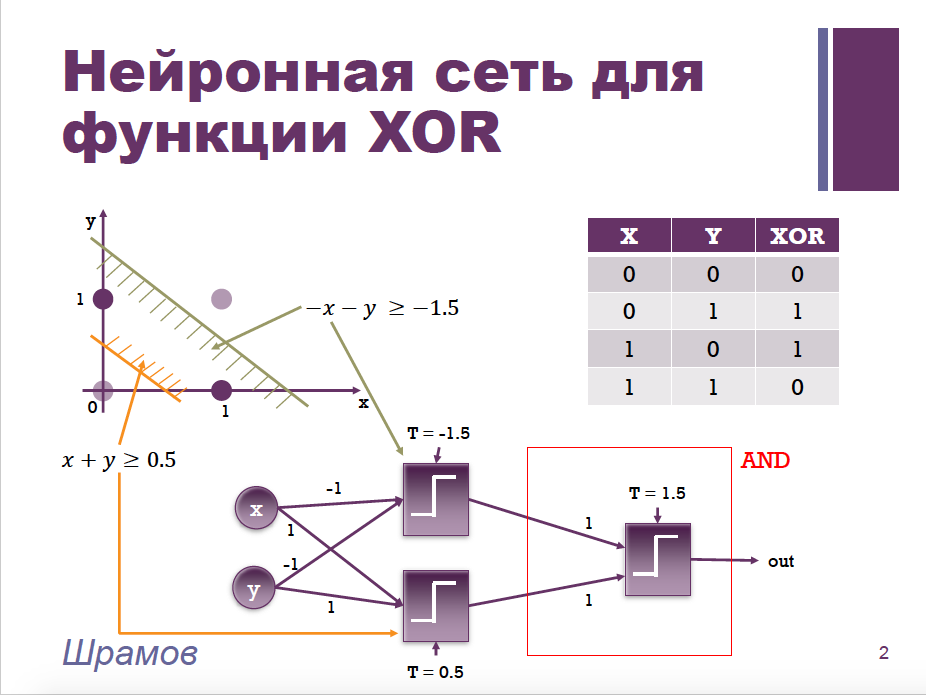 Нейронная сеть для
функции XOR
y
1
0
1
x
−x − y ≥ −1.5
x + y ≥ 0.5
X Y XOR
0 0 0
0 1 1
1 0 1
1 1 0
T = -1.5
AND
x
-1
1
T = 1.5
1
y
-1
1
1
out
T = 0.5
Шрамов
2